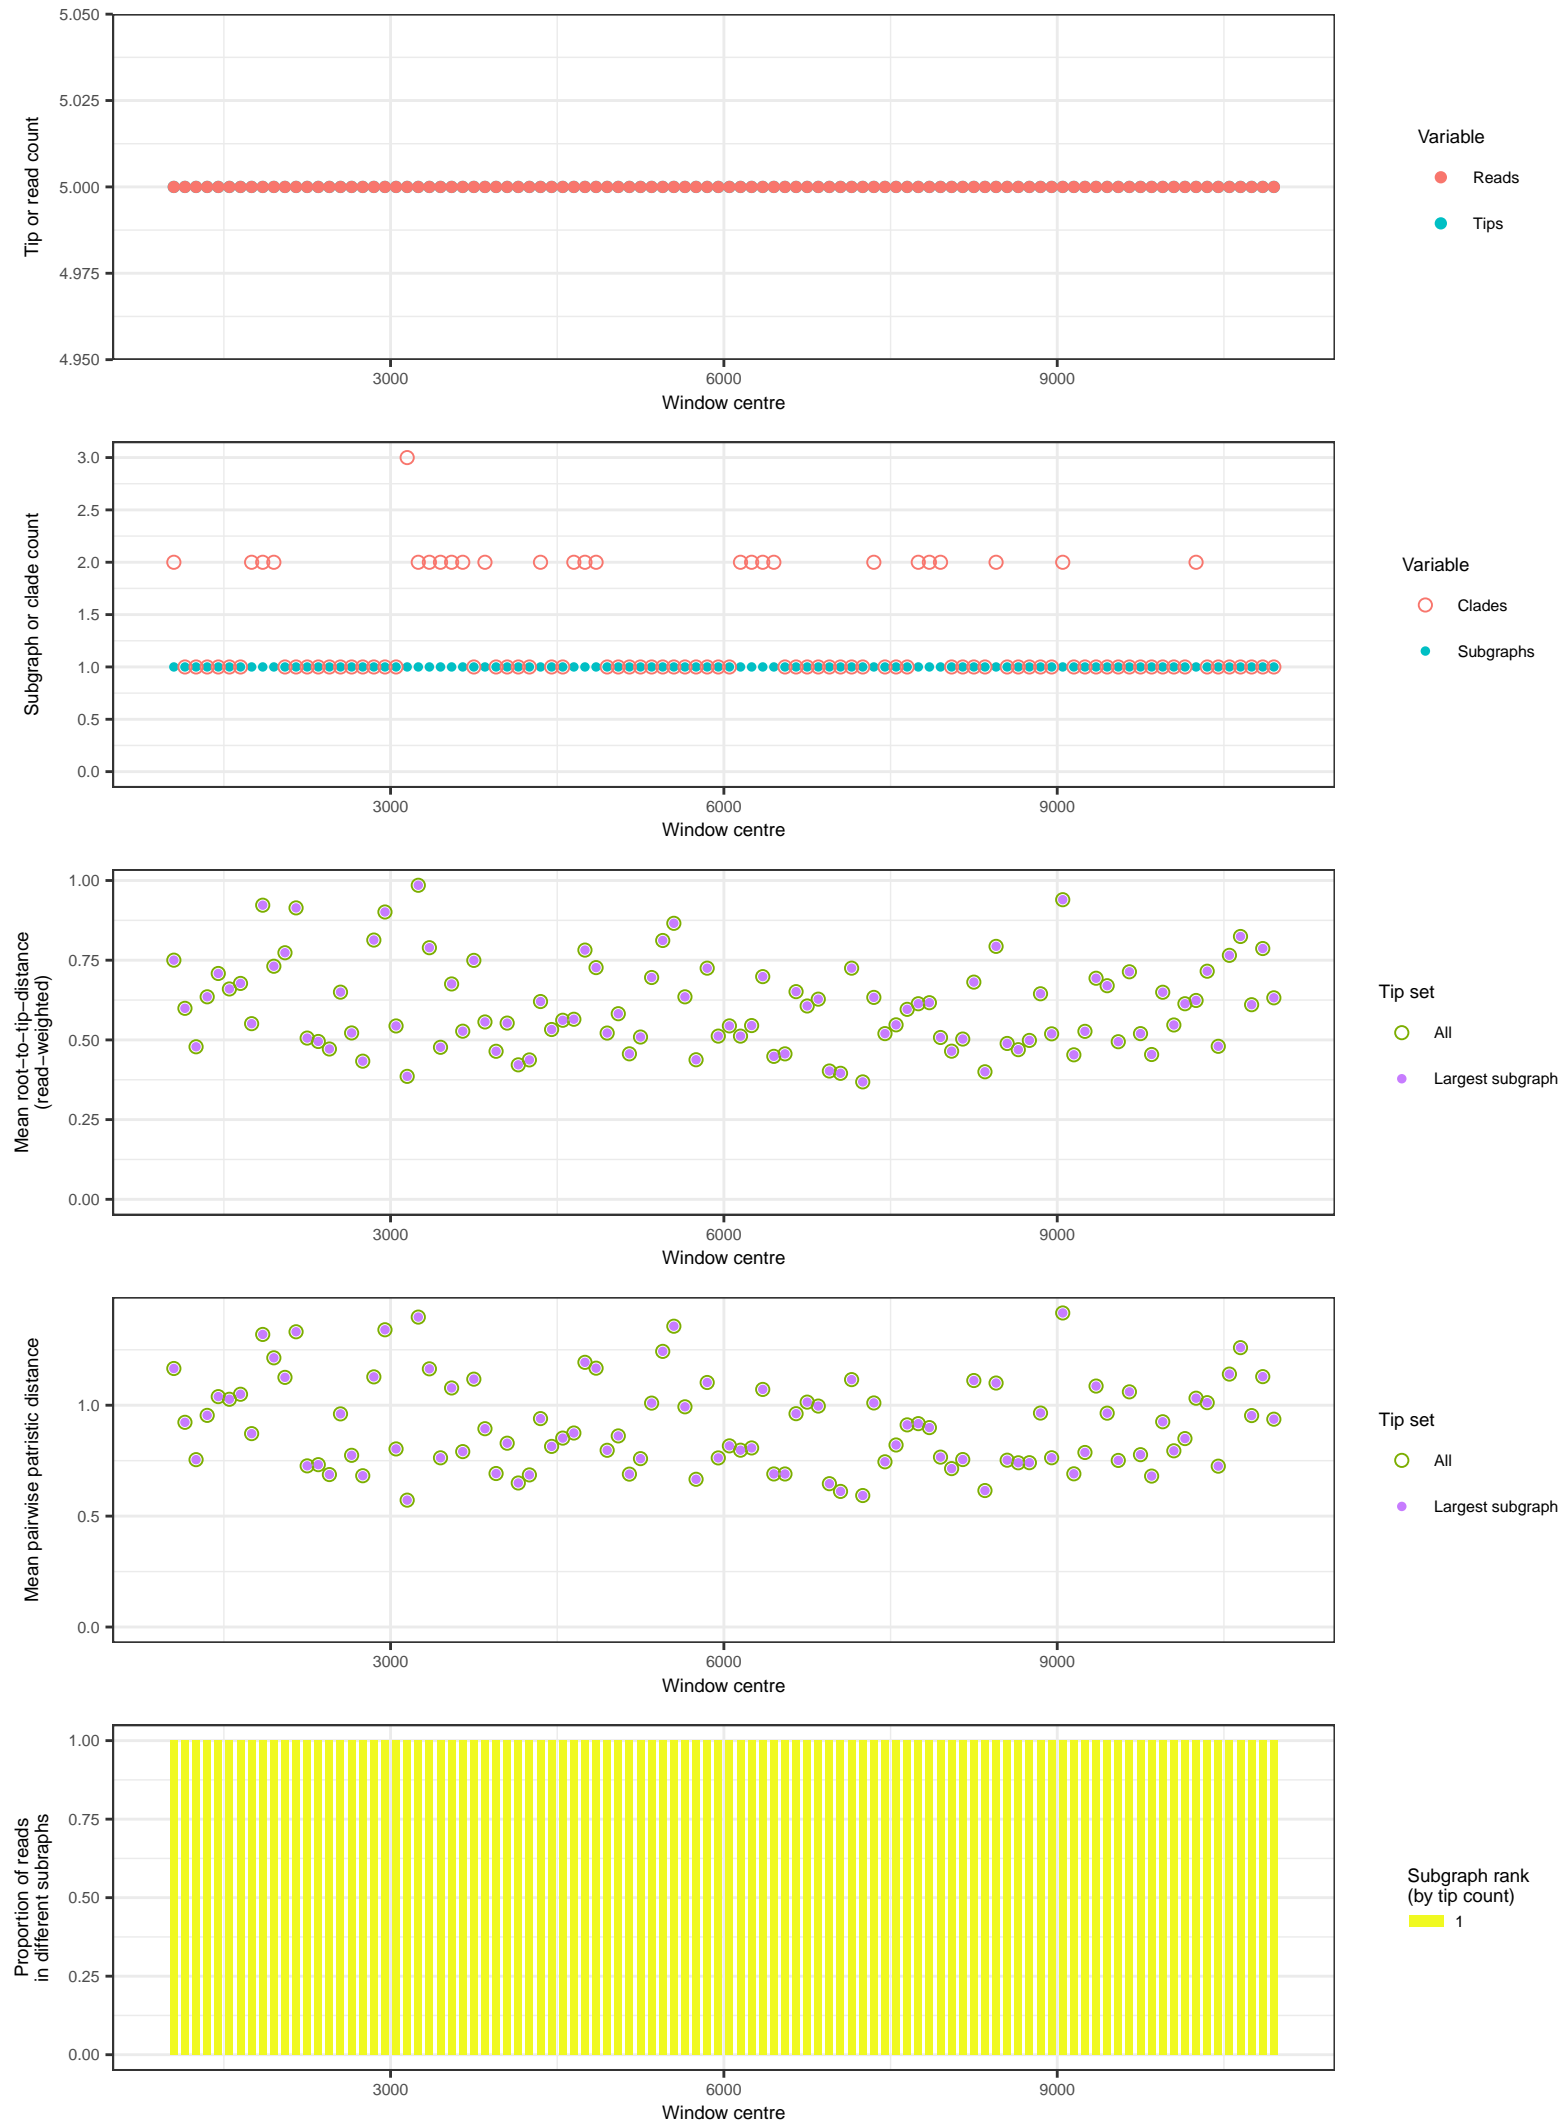 5.050
5.025
5.000
4.975
4.950
Tip or read count
3000
6000
9000
Window centre
Variable
Reads
Tips
3.0
2.5
2.0
1.5
1.0
0.5
0.0
Subgraph or clade count
3000
6000
9000
Window centre
Variable
Clades
Subgraphs
1.00
0.75
0.50
0.25
0.00
Mean root−to−tip−distance
(read−weighted)
3000
6000
9000
Window centre
Tip set
All
Largest subgraph
1.0
0.5
0.0
Mean pairwise patristic distance
3000
6000
9000
Window centre
Tip set
All
Largest subgraph
1.00
0.75
0.50
0.25
0.00
Proportion of reads
in different subraphs
3000
6000
9000
Window centre
Subgraph rank
(by tip count)
1